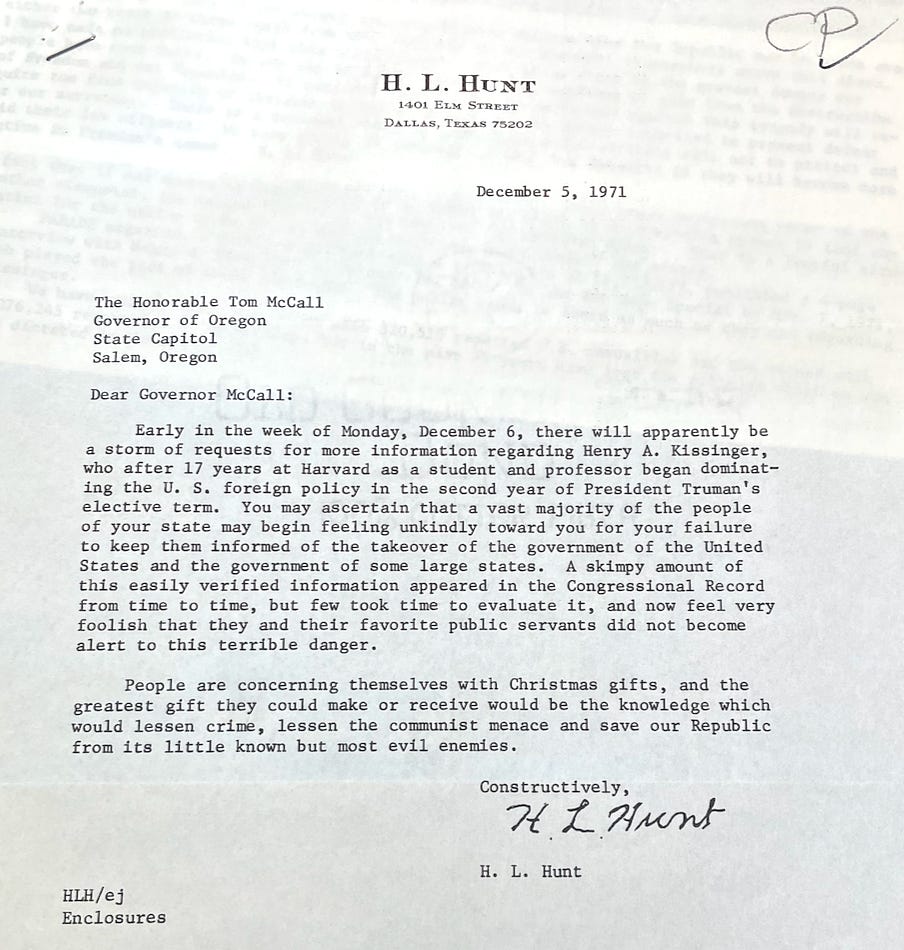 CP
H. L. HUNT
1401 ELM STREET
DALLAS, TEXAS 75202
December 5, 1971
The Honorable Tom McCall
Governor of Oregon
State Capitol
Salem, Oregon
Dear Governor McCall:
Early in the week of Monday, December 6, there will apparently be
a storm of requests for more information regarding Henry A. Kissinger,
who after 17 years at Harvard as a student and professor began dominat-
ing the U. S. foreign policy in the second year of President Truman's
elective term. You may ascertain that a vast majority of the people
of your state may begin feeling unkindly toward you for your failure
to keep them informed of the takeover of the government of the United
States and the government of some large states. A skimpy amount of
this easily verified information appeared in the Congressional Record
from time to time, but few took time to evaluate it, and now feel very
foolish that they and their favorite public servants did not become
alert to this terrible danger.
People are concerning themselves with Christmas gifts, and the
greatest gift they could make or receive would be the knowledge which
would lessen crime, lessen the communist menace and save our Republic
from its little known but most evil enemies.
Constructively,
H. L. Hunt
H. L. Hunt
HLH/ej
Enclosures